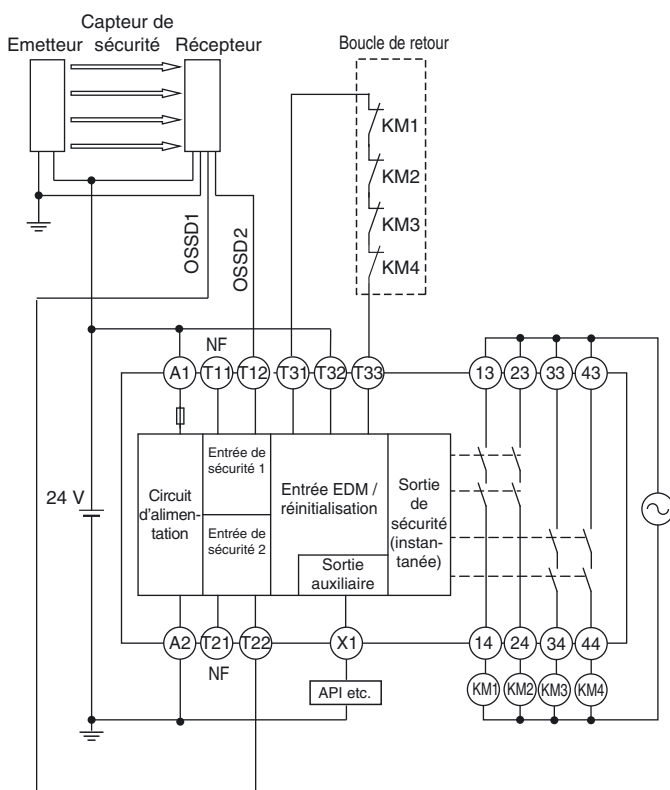 Capteur de
Emetteur sécurité Récepteur
Boucle de retour
KM1
KM2
KM3
KM4
OSSD1
OSSD2
NF
A1 T11 T12 T31 T32 T33 13 23 33 43
24 V
Circuit
d'alimen-
tation
Entrée de
sécurité 1
Entrée de
sécurité 2
Entrée EDM /
réinitialisation
Sortie
auxiliaire
Sortie
de
sécurité
(instan-
tanée)
A2 T21 T22 X1 14 24 34 44
NF
API etc.
KM1 KM2 KM3 KM4